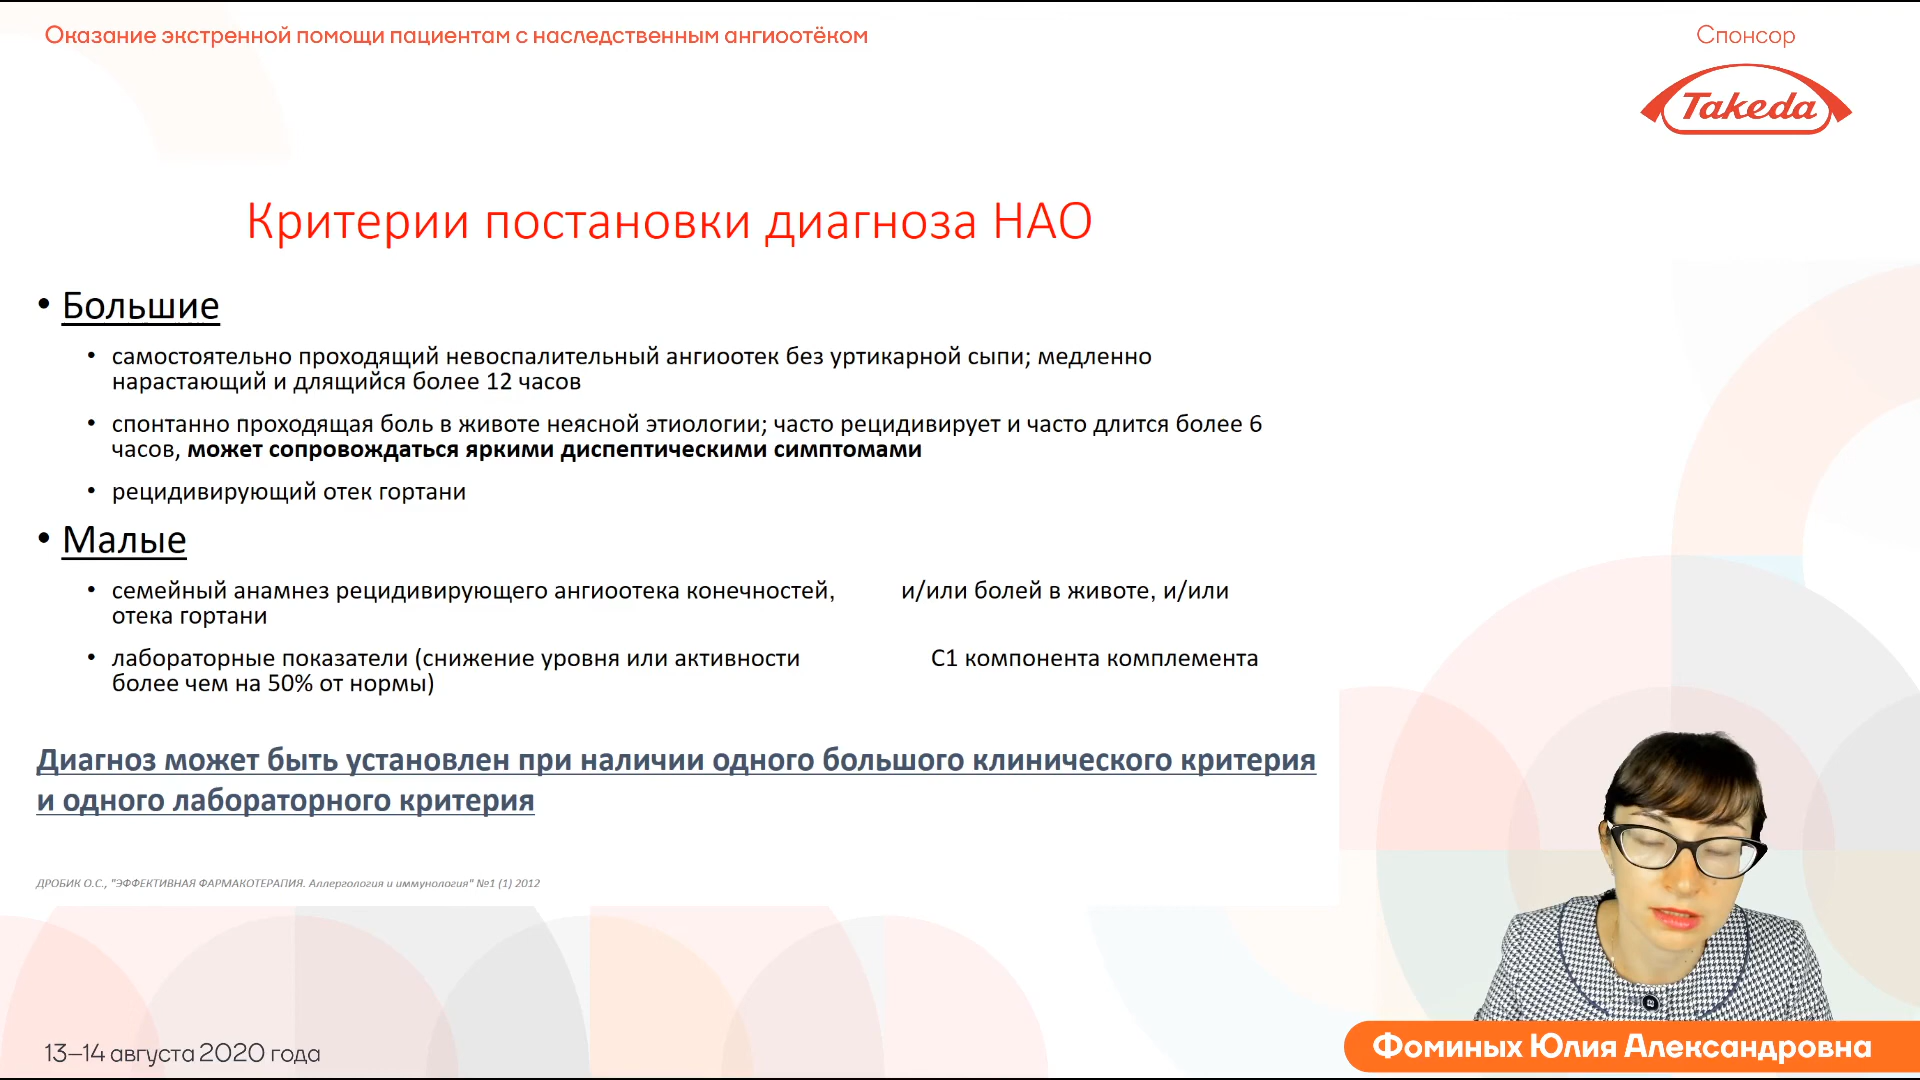 Оказание экстренной помощи пациентам с наследственным ангиоотёком
Спонсор
Takeda
Критерии постановки диагноза НАО
• Большие
• самостоятельно проходящий невоспалительный ангиоотек без уртикарной сыпи; медленно
нарастающий и длящийся более 12 часов
• спонтанно проходящая боль в животе неясной этиологии; часто рецидивирует и часто длится более 6
часов, может сопровождаться яркими диспептическими симптомами
• рецидивирующий отек гортани
• Малые
• семейный анамнез рецидивирующего ангиоотека конечностей, и/или болей в животе, и/или
отека гортани
• лабораторные показатели (снижение уровня или активности С1 компонента комплемента
более чем на 50% от нормы)
Диагноз может быть установлен при наличии одного большого клинического критерия
и одного лабораторного критерия
ДРОБИК О.С., "ЭФФЕКТИВНАЯ ФАРМАКОТЕРАПИЯ. Аллергология и иммунология" №1 (1) 2012
13–14 августа 2020 года
Фоминых Юлия Александровна